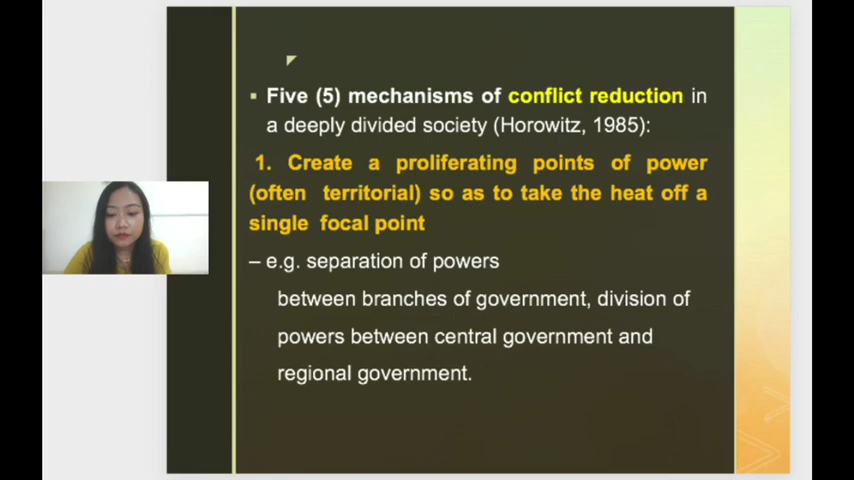 ▪ Five (5) mechanisms of conflict reduction in
a deeply divided society (Horowitz, 1985):
1. Create a proliferating points of power
(often territorial) so as to take the heat off a
single focal point
– e.g. separation of powers
between branches of government, division of
powers between central government and
regional government.